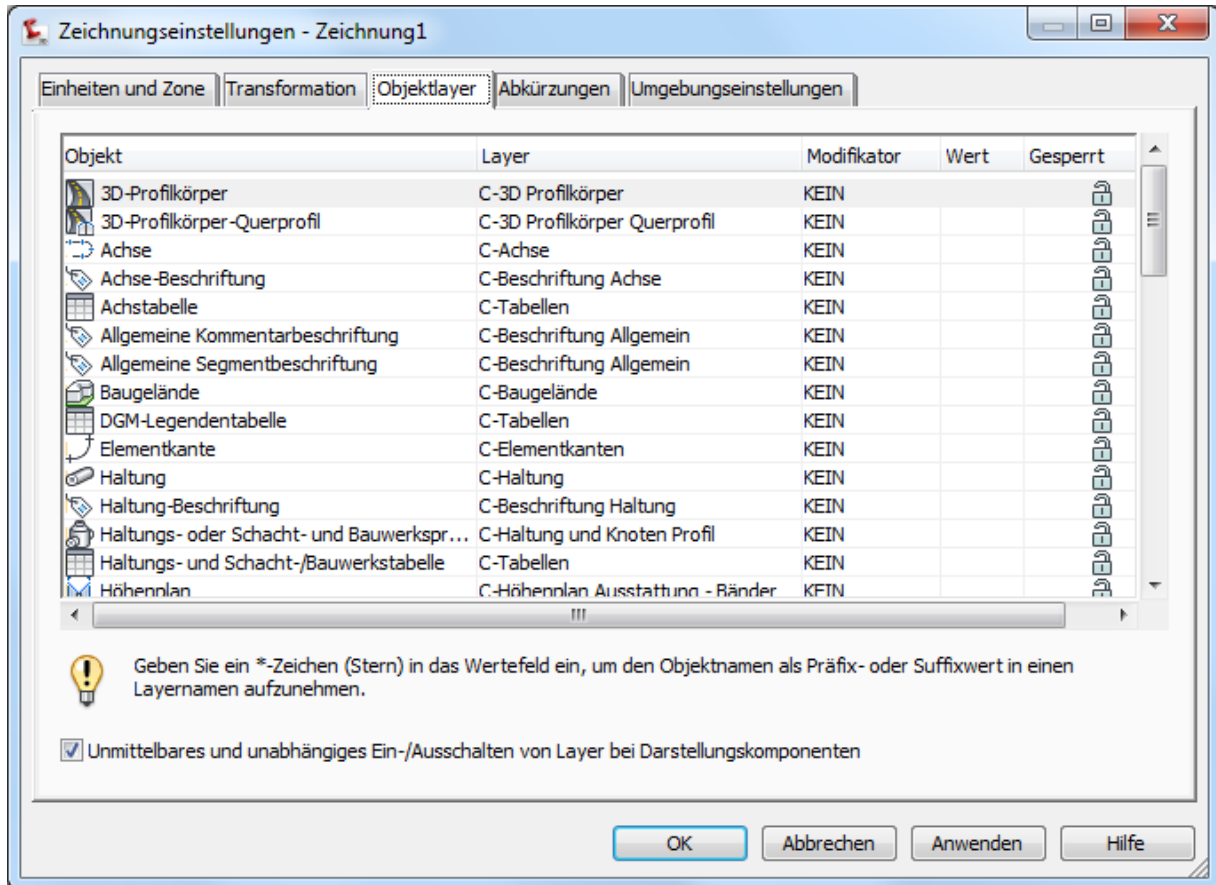 Zeichnungseinstellungen - Zeichnung1
Einheiten und Zone Transformation Objektlayer Abkürzungen Umgebungseinstellungen
Objekt Layer Modifikator Wert Gesperrt
3D-Profilkörper C-3D Profilkörper KEIN
3D-Profilkörper-Querprofil C-3D Profilkörper Querprofil KEIN
Achse C-Achse KEIN
Achse-Beschriftung C-Beschriftung Achse KEIN
Achstabelle C-Tabellen KEIN
Allgemeine Kommentarbeschriftung C-Beschriftung Allgemein KEIN
Allgemeine Segmentbeschriftung C-Beschriftung Allgemein KEIN
Baugelände C-Baugelände KEIN
DGM-Legendentabelle C-Tabellen KEIN
Elementkante C-Elementkanten KEIN
Haltung C-Haltung KEIN
Haltung-Beschriftung C-Beschriftung Haltung KEIN
Haltungs- oder Schacht- und Bauwerkspr... C-Haltung und Knoten Profil KEIN
Haltungs- und Schacht-/Bauwerkstabelle C-Tabellen KEIN
Höhenplan C-Höhenplan Ausstattung - Bänder KEIN
Geben Sie ein *-Zeichen (Stern) in das Wertefeld ein, um den Objektnamen als Präfix- oder Suffixwert in einen
Layernamen aufzunehmen.
Unmittelbares und unabhängiges Ein-/Ausschalten von Layer bei Darstellungskomponenten
OK Abbrechen Anwenden Hilfe